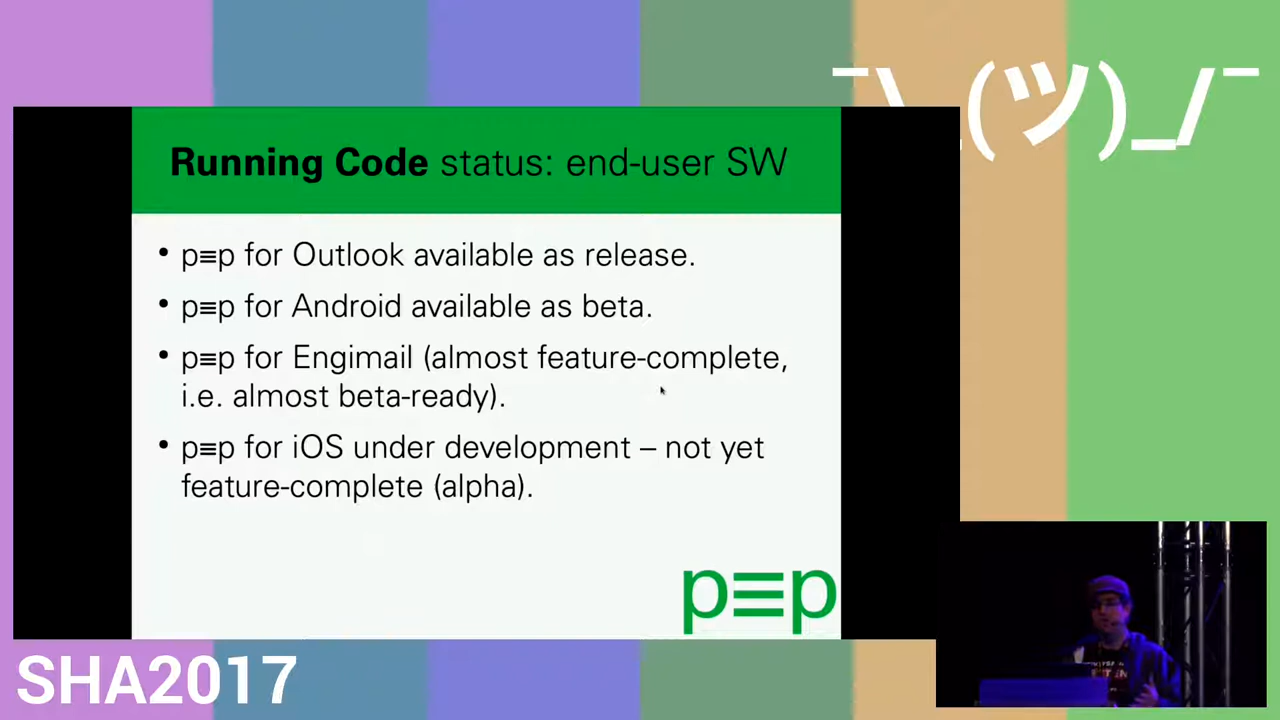 ¯\_(ツ)_/¯
Running Code status: end-user SW
• p≡p for Outlook available as release.
• p≡p for Android available as beta.
• p≡p for Engimail (almost feature-complete,
i.e. almost beta-ready).
• p≡p for iOS under development – not yet
feature-complete (alpha).
p≡p
SHA2017